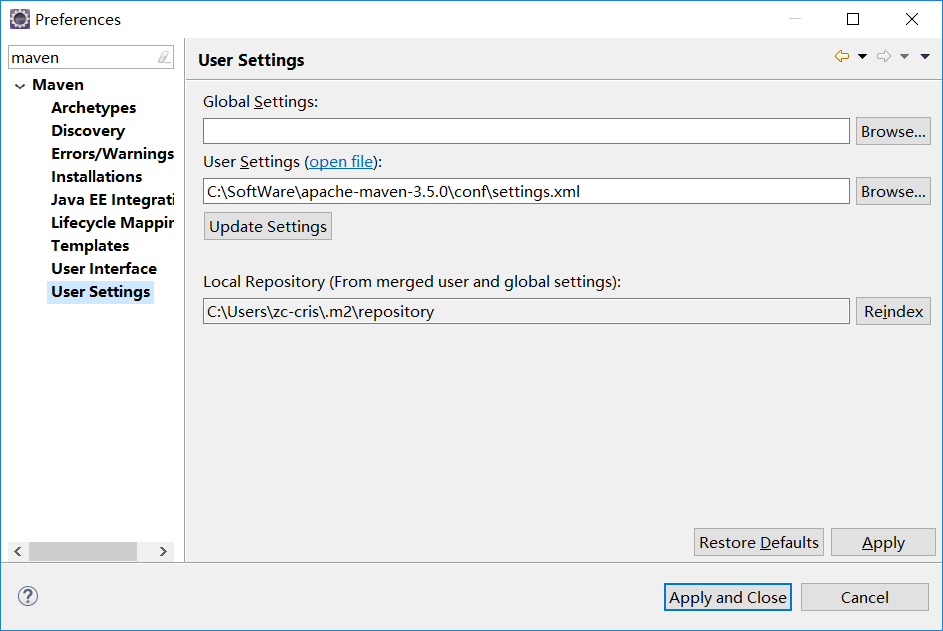 Preferences
maven
User Settings
Maven
Archetypes
Discovery
Errors/Warnings
Installations
Java EE Integrati
Lifecycle Mappin
Templates
User Interface
User Settings
Global Settings:
Browse...
User Settings (open file):
C:\SoftWare\apache-maven-3.5.0\conf\settings.xml
Browse...
Update Settings
Local Repository (From merged user and global settings):
C:\Users\zc-cris\.m2\repository
Reindex
Restore Defaults
Apply
?
Apply and Close
Cancel